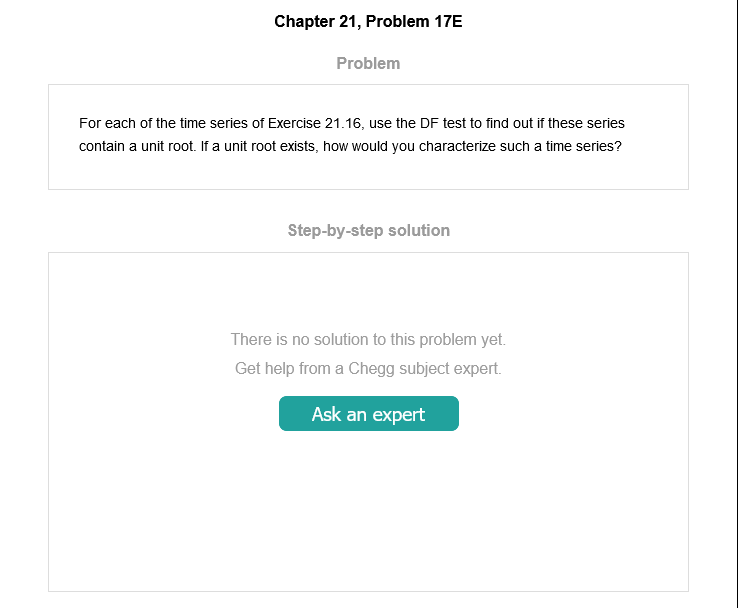 Chapter 21, Problem 17E
Problem
For each of the time series of Exercise 21.16, use the DF test to find out if these series
contain a unit root. If a unit root exists, how would you characterize such a time series?
Step-by-step solution
There is no solution to this problem yet.
Get help from a Chegg subject expert.
Ask an expert